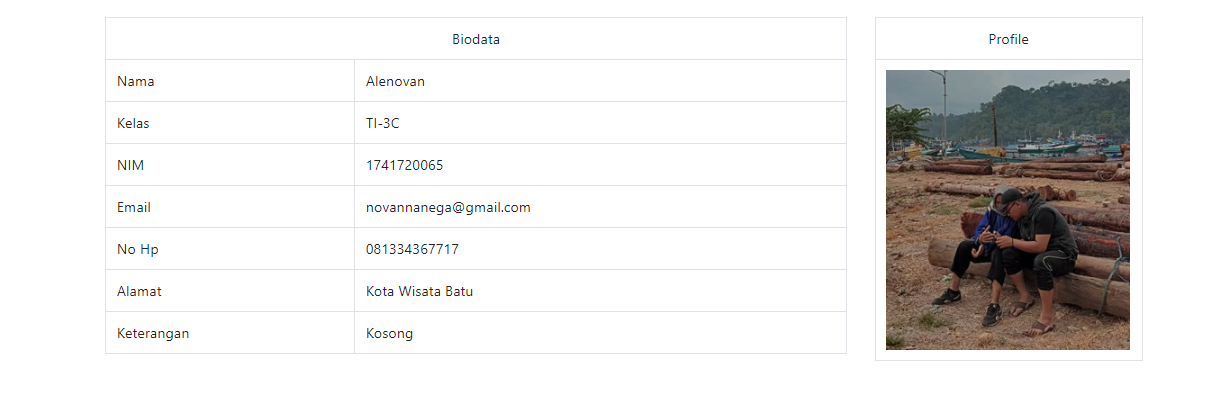 Biodata
Nama Alenovan
Kelas TI-3C
NIM 1741720065
Email novannanega@gmail.com
No Hp 081334367717
Alamat Kota Wisata Batu
Keterangan Kosong
Profile